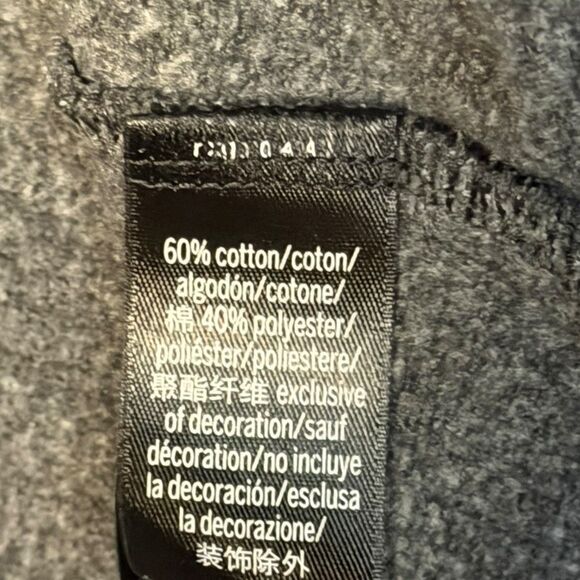 60% cotton/coton/
algodón/cotone/
棉 40% polyester/
poliéster/poliestere/
聚酯纤维 exclusive
of decoration/sauf
décoration/no incluye
la decoración/esclusa
la decorazione/
装饰除外